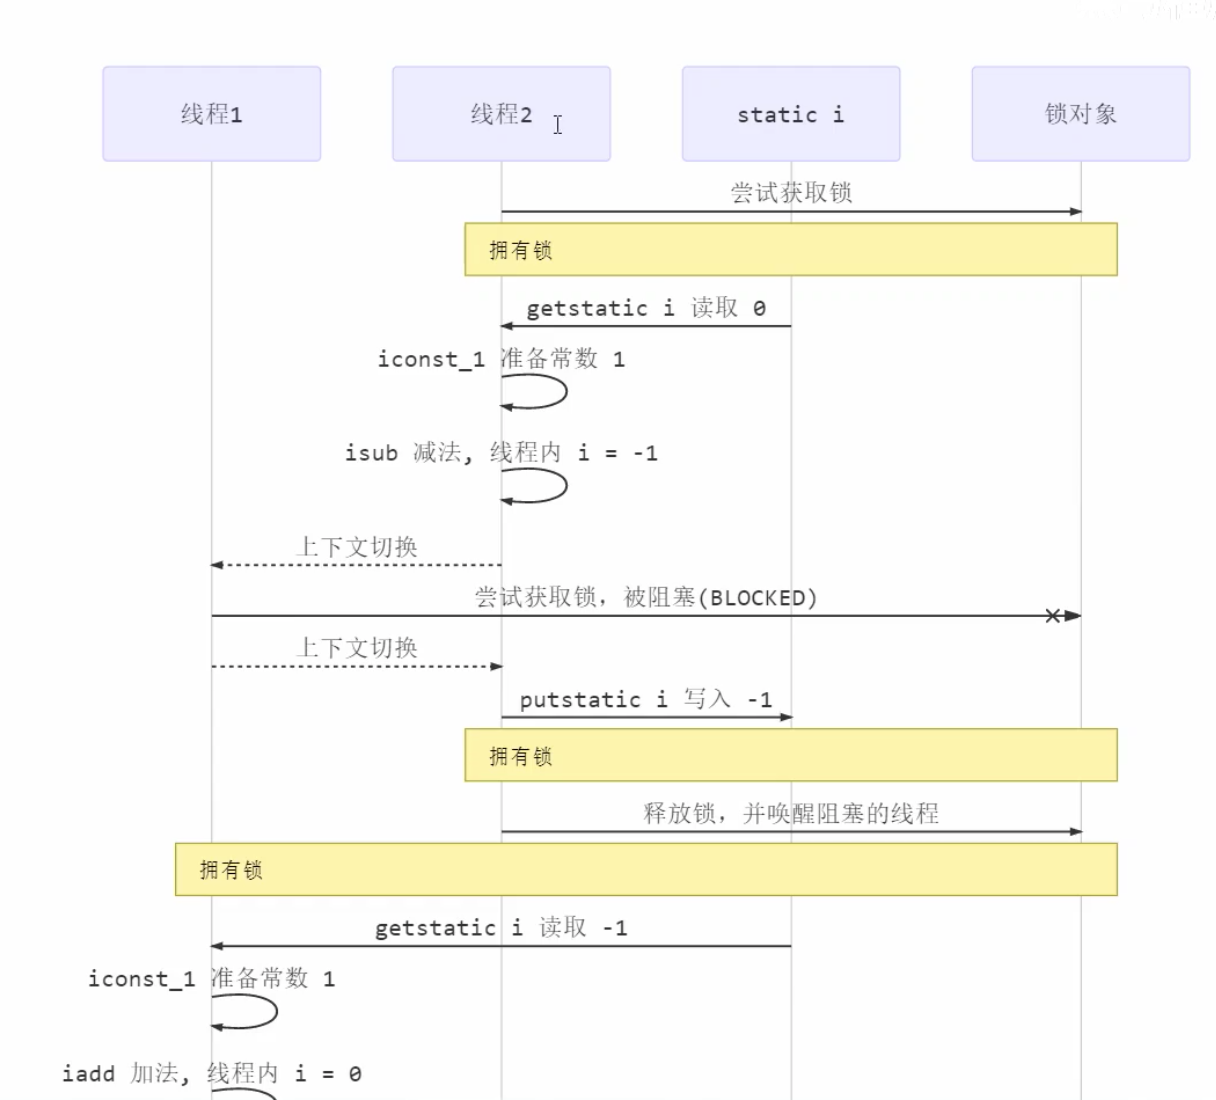 线程1
线程2
static i
锁对象
尝试获取锁
拥有锁
getstatic i 读取 0
iconst_1 准备常数 1
isub 减法, 线程内 i = -1
上下文切换
尝试获取锁，被阻塞(BLOCKED)
上下文切换
putstatic i 写入 -1
拥有锁
释放锁，并唤醒阻塞的线程
拥有锁
getstatic i 读取 -1
iconst_1 准备常数 1
iadd 加法, 线程内 i = 0